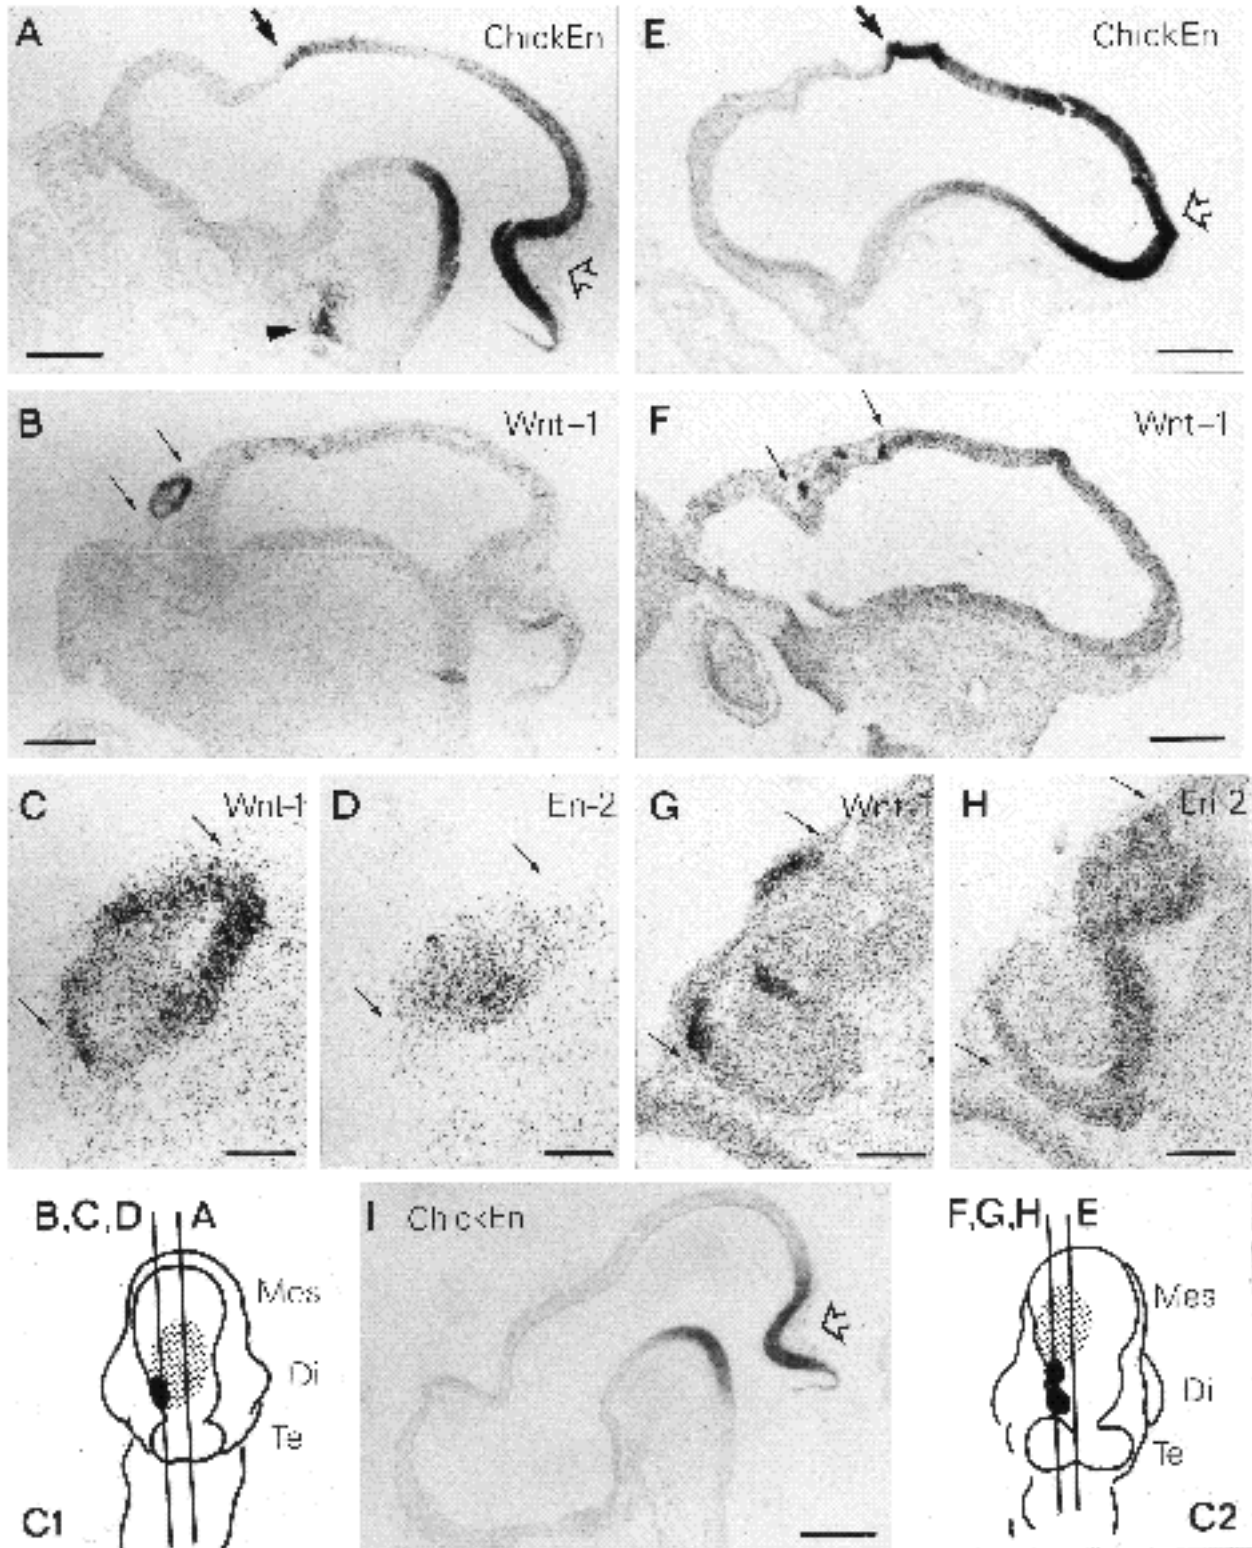 A
ChickEn
E
ChickEn
B
Wnt-1
F
Wnt-1
C
Wnt-1
D
En-2
G
Wnt-1
H
En-2
B,C,D
A
Mes
Di
Te
C1
I
ChickEn
F,G,H
E
Mes
Di
Te
C2